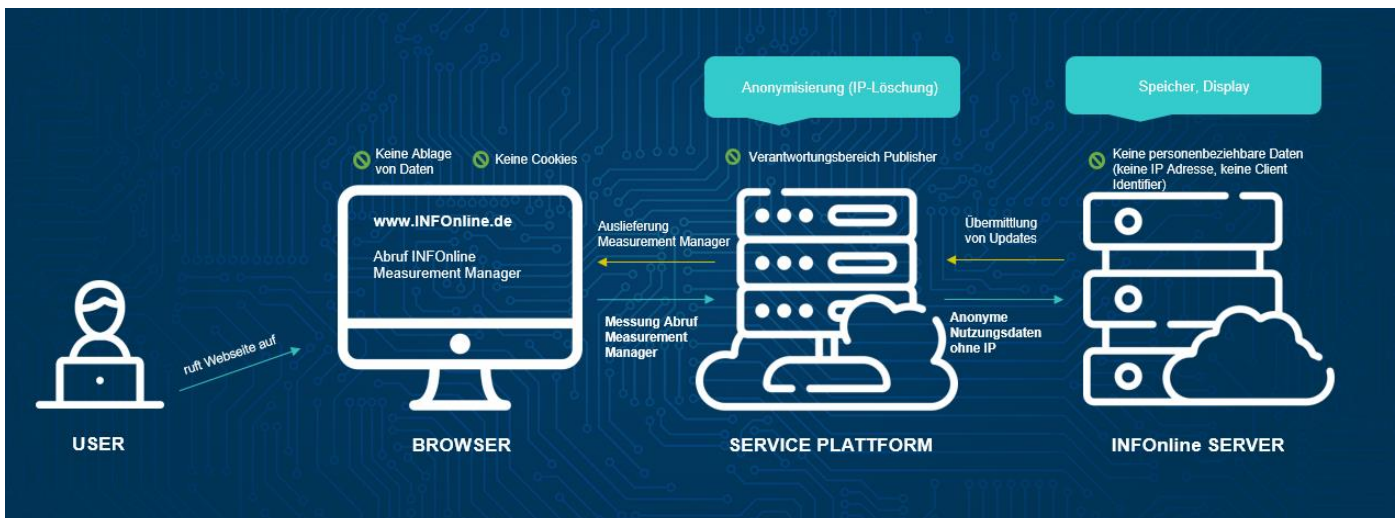 Anonymisierung (IP-Löschung)
Speicher, Display
Keine Ablage
von Daten
Keine Cookies
Verantwortungsbereich Publisher
Keine personenbeziehbare Daten
(keine IP Adresse, keine Client
Identifier)
www.INFOnline.de
Abruf INFOnline
Measurement Manager
Auslieferung
Measurement Manager
Übermittlung
von Updates
ruft Webseite auf
Messung Abruf
Measurement
Manager
Anonyme
Nutzungsdaten
ohne IP
USER
BROWSER
SERVICE PLATTFORM
INFOnline SERVER